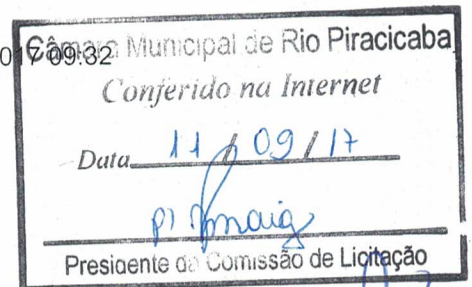 017 09:32
Câmara Municipal de Rio Piracicaba
Conferido na Internet
Data 11/09/17
Presidente da Comissão de Licitação